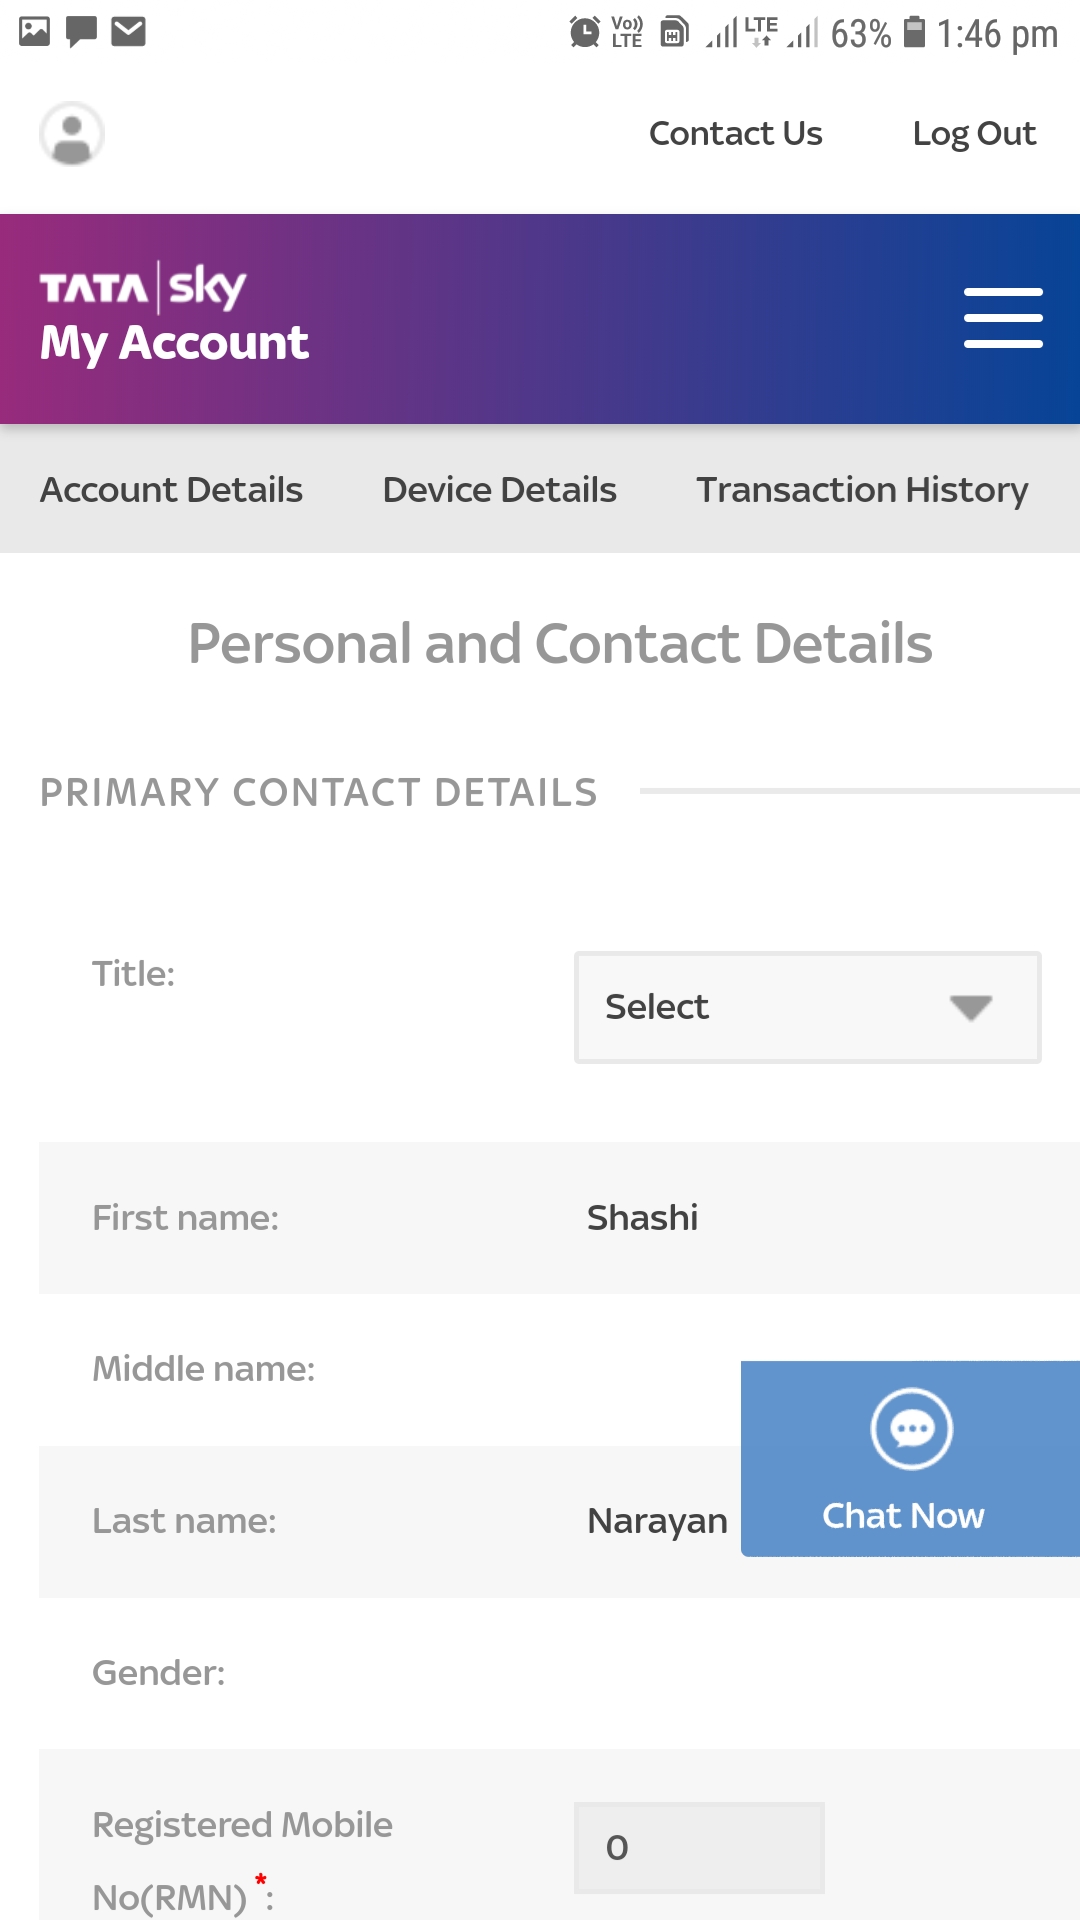 Vo)) LTE LTE 63% 1:46 pm
Contact Us Log Out
TATA sky
My Account
Account Details Device Details Transaction History
Personal and Contact Details
PRIMARY CONTACT DETAILS
Title: Select
First name: Shashi
Middle name:
Last name: Narayan
Chat Now
Gender:
Registered Mobile
No(RMN) *: 0